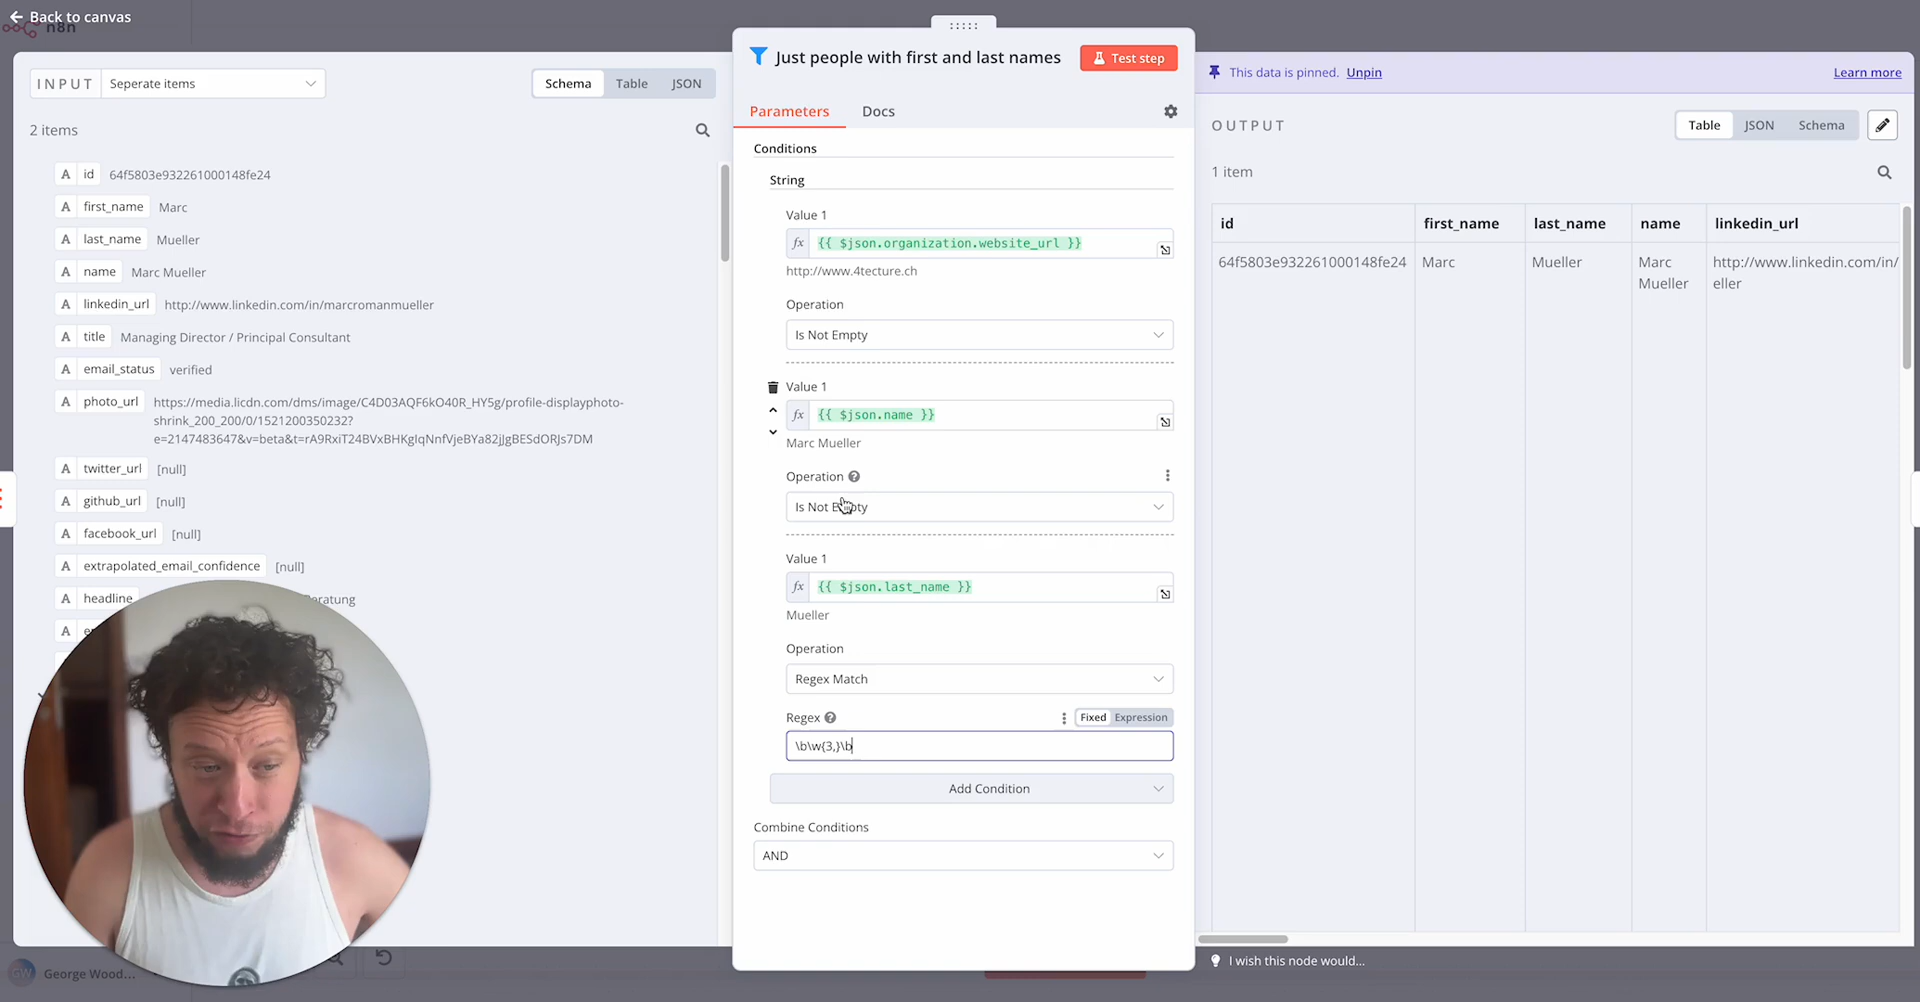 Back to canvas
n8n
INPUT
Seperate items
Schema
Table
JSON
2 items
A id 64f5803e932261000148fe24
A first_name Marc
A last_name Mueller
A name Marc Mueller
A linkedin_url http://www.linkedin.com/in/marcromanmueller
A title Managing Director / Principal Consultant
A email_status verified
A photo_url https://media.licdn.com/dms/image/C4D03AQF6kO40R_HY5g/profile-displayphoto-
shrink_200_200/0/1521200350232?
e=2147483647&v=beta&t=rA9RxiT24BVxBHKgIqNnfVjeBYa82jJgBESdORJs7DM
A twitter_url [null]
A github_url [null]
A facebook_url [null]
A extrapolated_email_confidence [null]
A headline
A
George Wood...
Just people with first and last names
Test step
Parameters
Docs
Conditions
String
Value 1
fx {{ $json.organization.website_url }}
http://www.4tecture.ch
Operation
Is Not Empty
Value 1
fx {{ $json.name }}
Marc Mueller
Operation
Is Not Empty
Value 1
fx {{ $json.last_name }}
Mueller
Operation
Regex Match
Regex
Fixed Expression
\b\w{3,}\b
Add Condition
Combine Conditions
AND
This data is pinned. Unpin
Learn more
OUTPUT
Table
JSON
Schema
1 item
id first_name last_name name linkedin_url
64f5803e932261000148fe24 Marc Mueller Marc http://www.linkedin.com/in/
Mueller eller
I wish this node would...